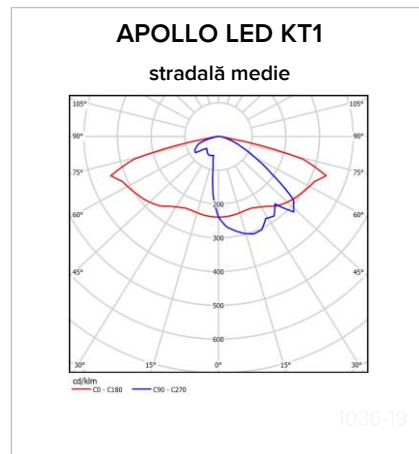 APOLLO LED KT1
stradală medie
105° 105°
90° 90°
75° 75°
60° 60°
200
45° 300 45°
400
500
600
30° 15° 0° 15° 30°
cd/klm
C0 - C180 C90 - C270
1036-19